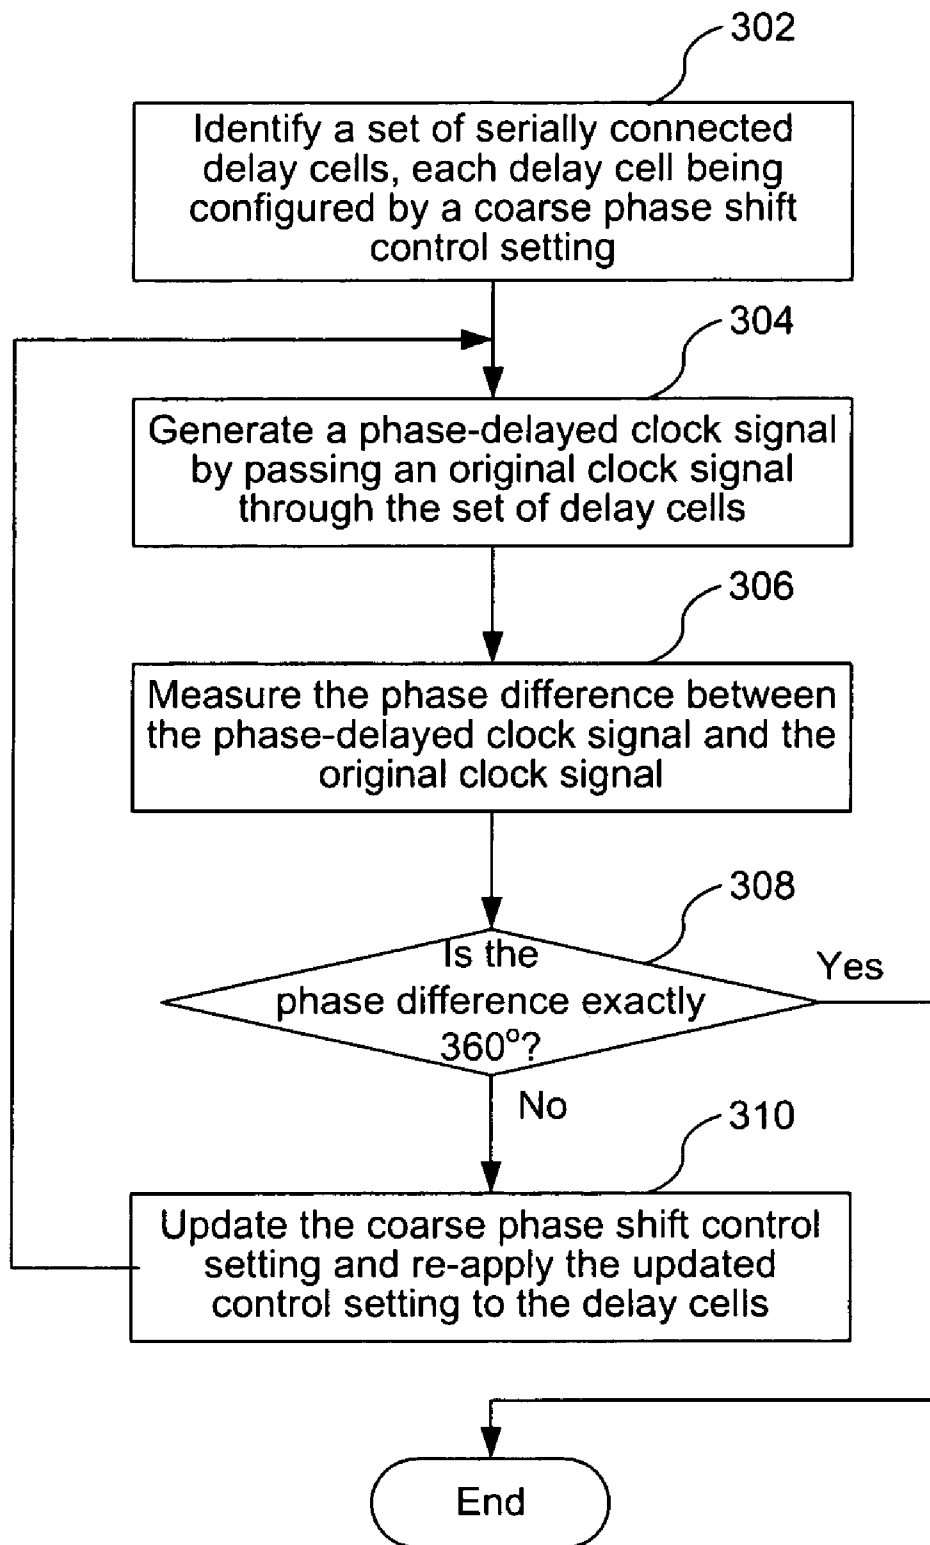 302
Identify a set of serially connected
delay cells, each delay cell being
configured by a coarse phase shift
control setting
304
Generate a phase-delayed clock signal
by passing an original clock signal
through the set of delay cells
306
Measure the phase difference between
the phase-delayed clock signal and the
original clock signal
308
Is the
phase difference exactly
360°?
Yes
No
310
Update the coarse phase shift control
setting and re-apply the updated
control setting to the delay cells
End